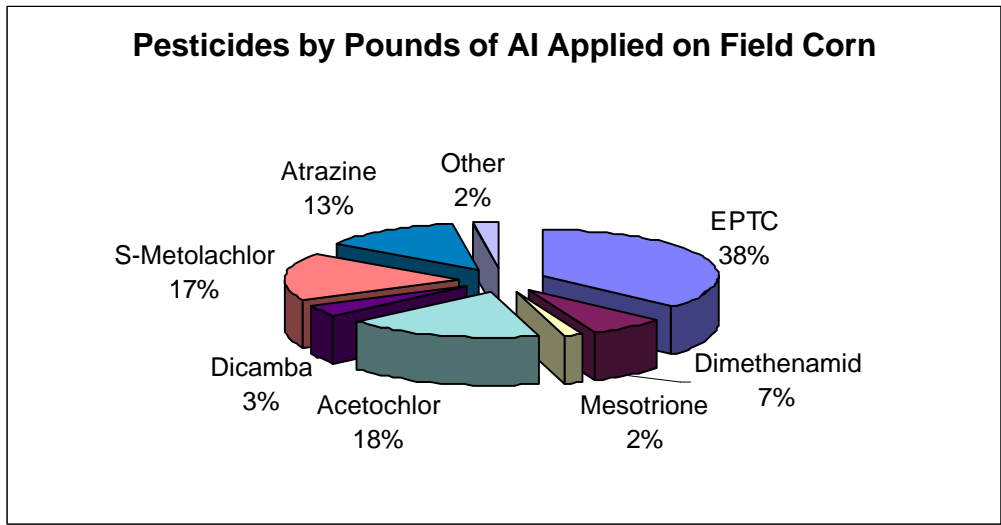 Pesticides by Pounds of AI Applied on Field Corn
Other
2%
Atrazine
13%
EPTC
38%
S-Metolachlor
17%
Dimethenamid
7%
Dicamba
3%
Mesotrione
2%
Acetochlor
18%